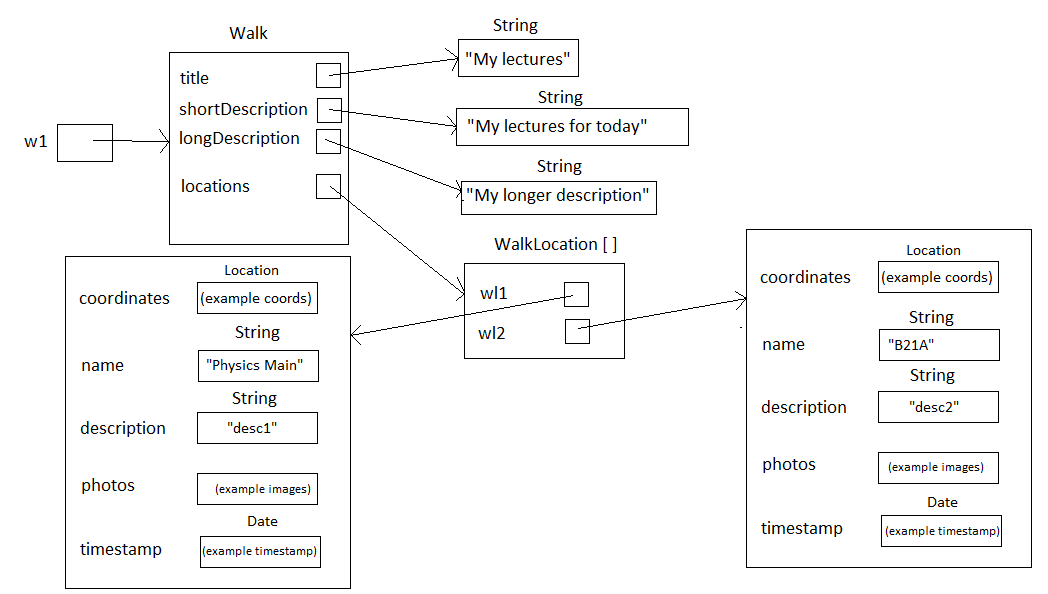 Walk
w1
title
shortDescription
longDescription
locations
String
"My lectures"
String
"My lectures for today"
String
"My longer description"
WalkLocation [ ]
wl1
wl2
Location
coordinates
(example coords)
String
name
"Physics Main"
String
description
"desc1"
photos
(example images)
Date
timestamp
(example timestamp)
Location
coordinates
(example coords)
String
name
"B21A"
String
description
"desc2"
photos
(example images)
Date
timestamp
(example timestamp)